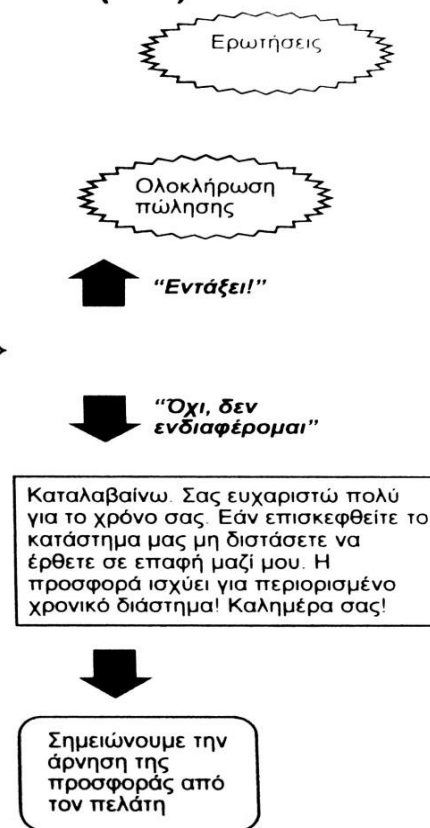 Ερωτήσεις
Ολοκλήρωση
πώλησης
“Εντάξει!”
“Όχι, δεν
ενδιαφέρομαι”
Καταλαβαίνω. Σας ευχαριστώ πολύ
για το χρόνο σας. Εάν επισκεφθείτε το
κατάστημα μας μη διστάσετε να
έρθετε σε επαφή μαζί μου. Η
προσφορά ισχύει για περιορισμένο
χρονικό διάστημα! Καλημέρα σας!
Σημειώνουμε την
άρνηση της
προσφοράς από
τον πελάτη